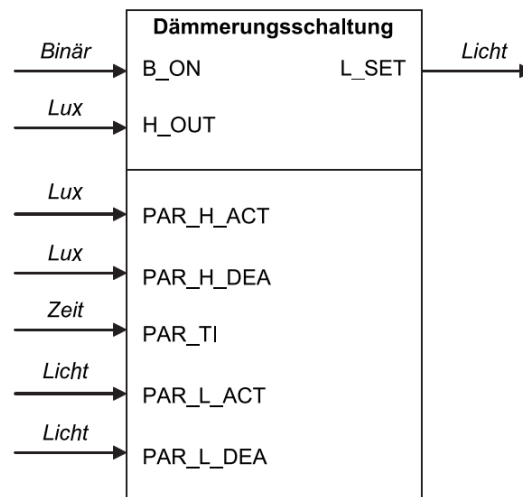 Dämmerungsschaltung
Binär B_ON L_SET Licht
Lux H_OUT
Lux PAR_H_ACT
Lux PAR_H_DEA
Zeit PAR_TI
Licht PAR_L_ACT
Licht PAR_L_DEA